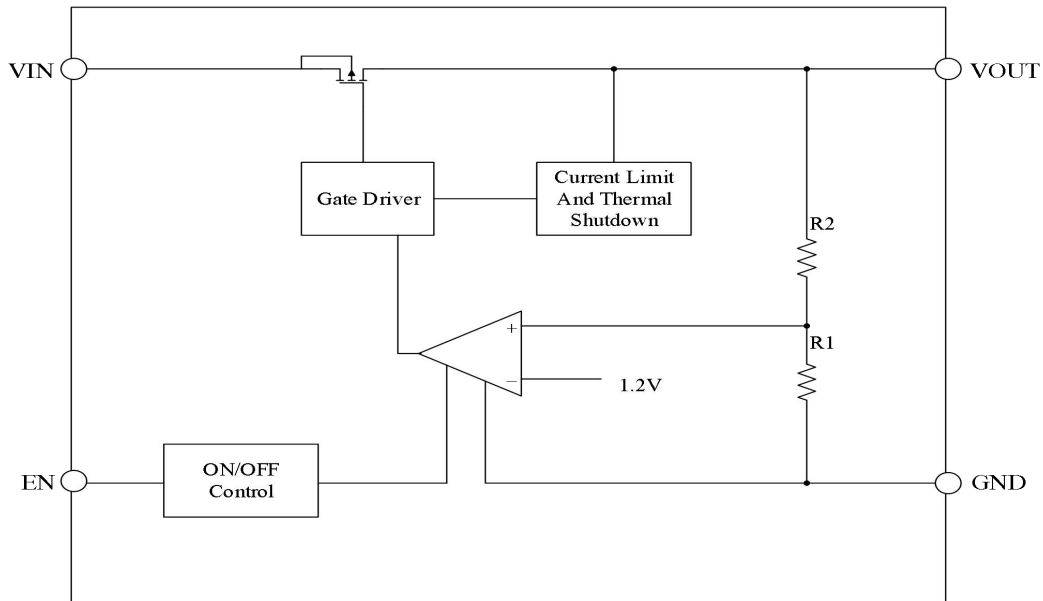 VIN
VOUT
Gate Driver
Current Limit
And Thermal
Shutdown
R2
+
R1
−
1.2V
EN
ON/OFF
Control
GND